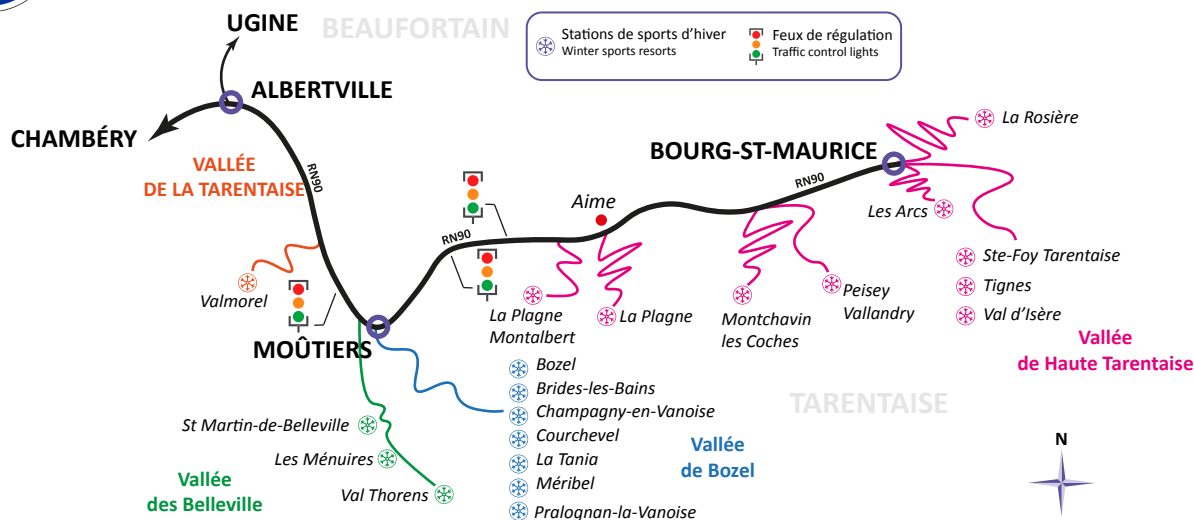 UGINE
BEAUFORTAIN
Stations de sports d'hiver
Winter sports resorts
Feux de régulation
Traffic control lights
ALBERTVILLE
CHAMBÉRY
VALLÉE
DE LA TARENTAISE
RN90
BOURG-ST-MAURICE
La Rosière
RN90
Les Arcs
Aime
RN90
Ste-Foy Tarentaise
Tignes
Val d'Isère
Valmorel
La Plagne
Montalbert
La Plagne
Montchavin
les Coches
Peisey
Vallandry
Vallée
de Haute Tarentaise
MOÛTIERS
Bozel
Brides-les-Bains
Champagny-en-Vanoise
Courchevel
La Tania
Méribel
Pralognan-la-Vanoise
Vallée
de Bozel
TARENTAISE
St Martin-de-Belleville
Les Ménuires
Val Thorens
Vallée
des Belleville
N